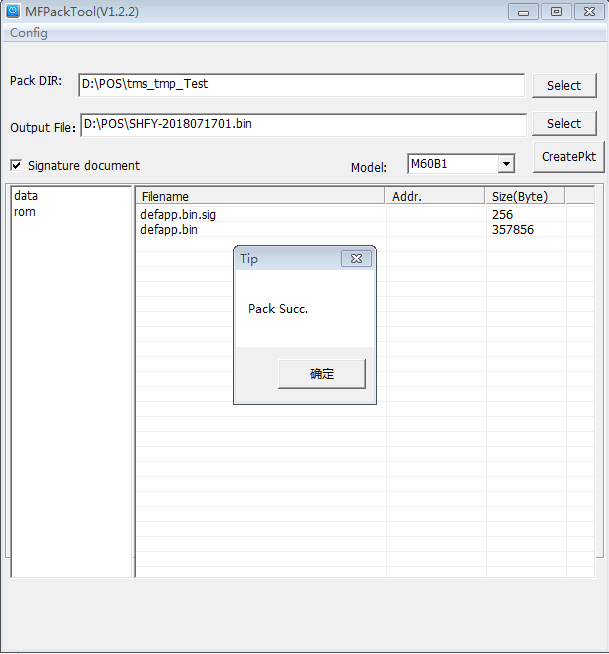 MFPackTool(V1.2.2)
Config
Pack DIR: D:\POS\tms_tmp_Test Select
Output File: D:\POS\SHFY-2018071701.bin Select
Signature document Model: M60B1 CreatePkt
data
rom
Filename Addr. Size(Byte)
defapp.bin.sig 256
defapp.bin 357856
Tip
Pack Succ.
确定